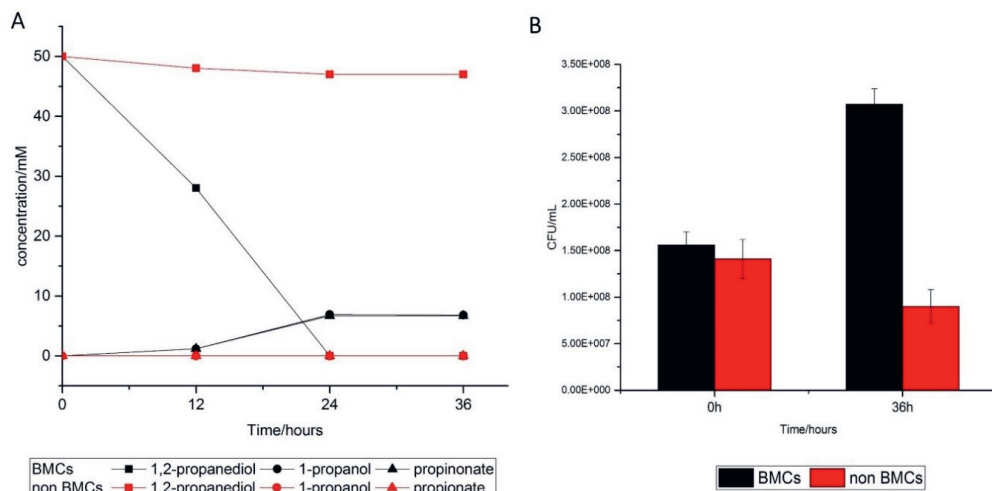 A
50
40
30
20
10
0
concentration/mM
0 12 24 36
Time/hours
BMCs 1,2-propanediol 1-propanol propinonate
non BMCs 1,2-propanediol 1-propanol propionate
B
3.50E+008
3.00E+008
2.50E+008
2.00E+008
1.50E+008
1.00E+008
5.00E+007
0.00E+000
CFU/mL
0h 36h
Time/hours
BMCs non BMCs